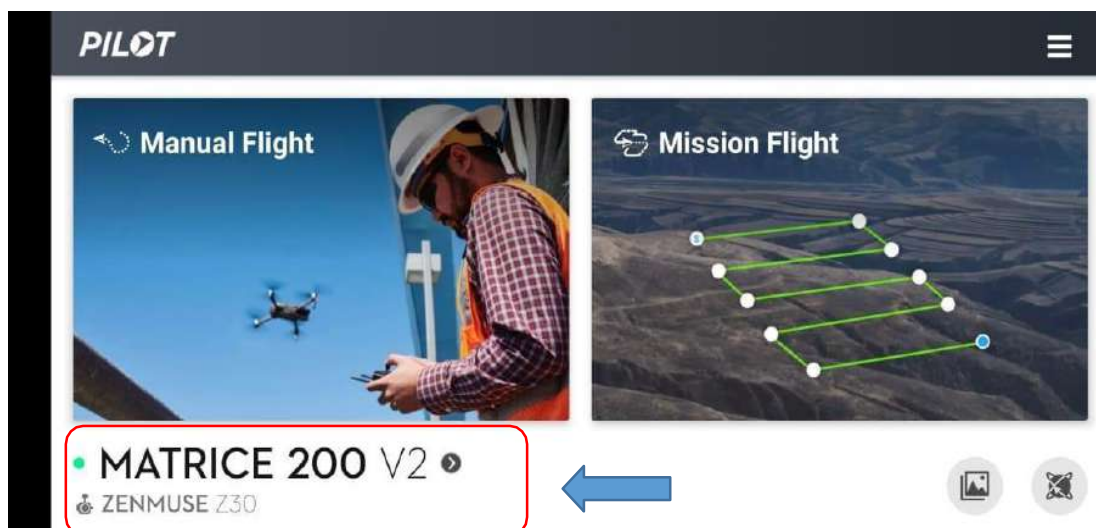 PILOT
Manual Flight
Mission Flight
S
MATRICE 200 V2
ZENMUSE Z30